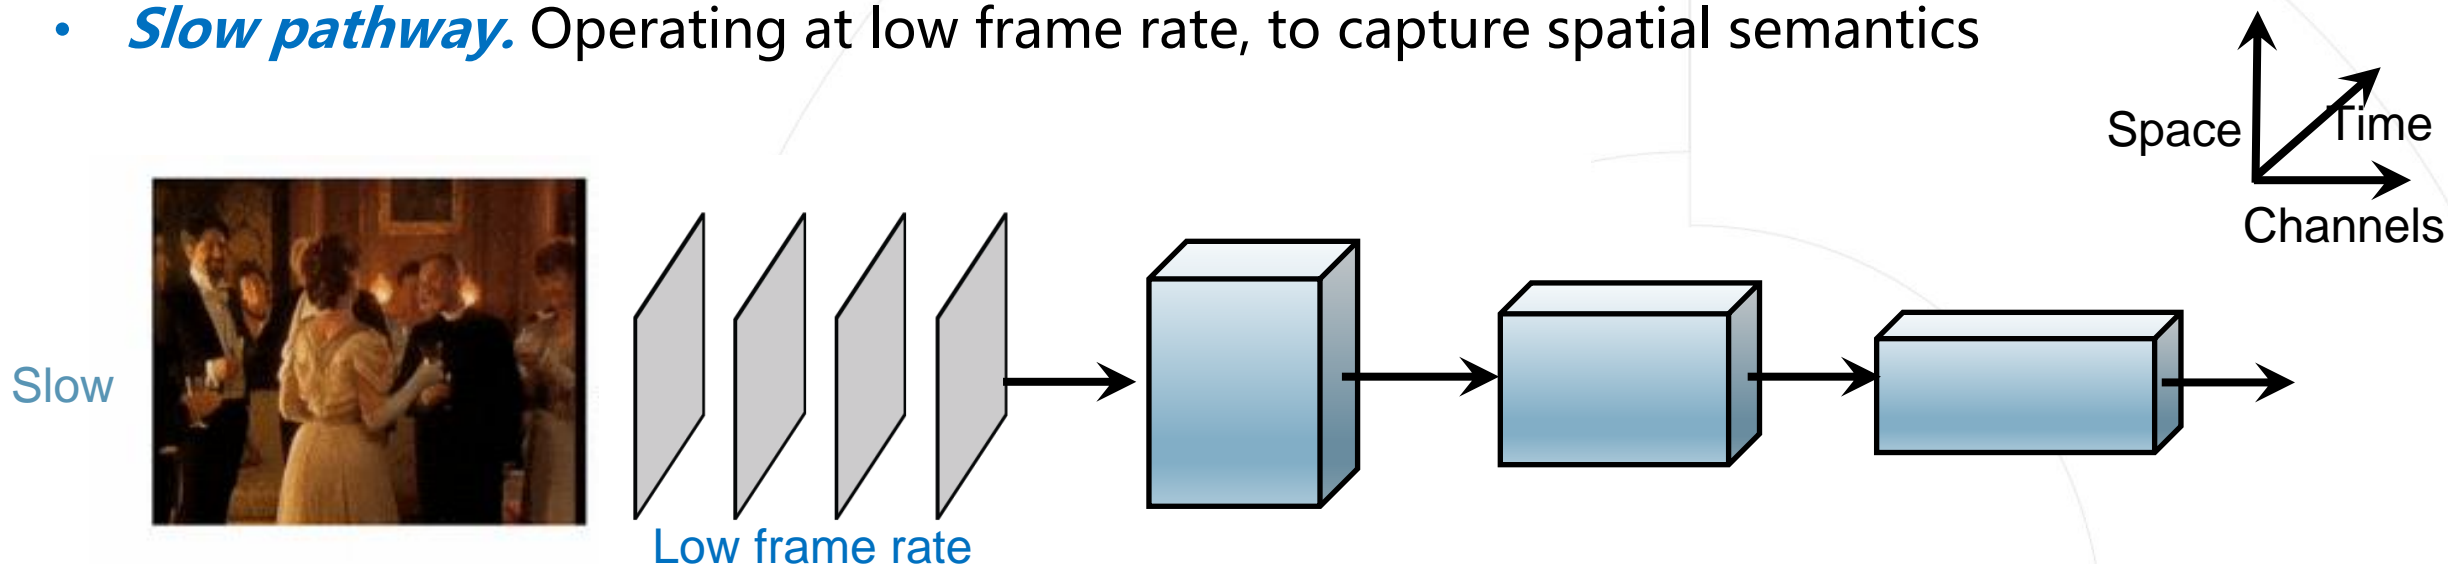 • Slow pathway. Operating at low frame rate, to capture spatial semantics
Space
Time
Channels
Slow
Low frame rate